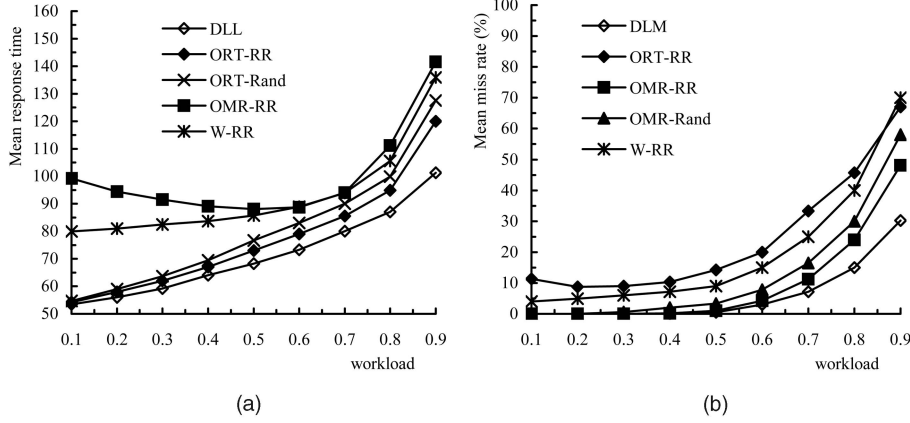 160
150
140
130
120
110
100
90
80
70
60
50
Mean response time
DLL
ORT-RR
ORT-Rand
OMR-RR
W-RR
0.1 0.2 0.3 0.4 0.5 0.6 0.7 0.8 0.9
workload
(a)
100
90
80
70
60
50
40
30
20
10
0
Mean miss rate (%)
DLM
ORT-RR
OMR-RR
OMR-Rand
W-RR
0.1 0.2 0.3 0.4 0.5 0.6 0.7 0.8 0.9
workload
(b)